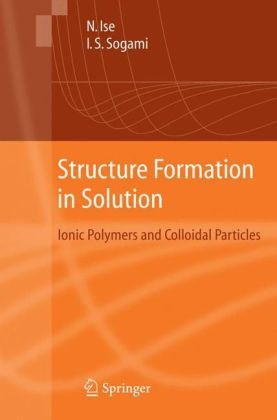 N. Ise
I. S. Sogami
Structure Formation
in Solution
Ionic Polymers and Colloidal Particles
Springer